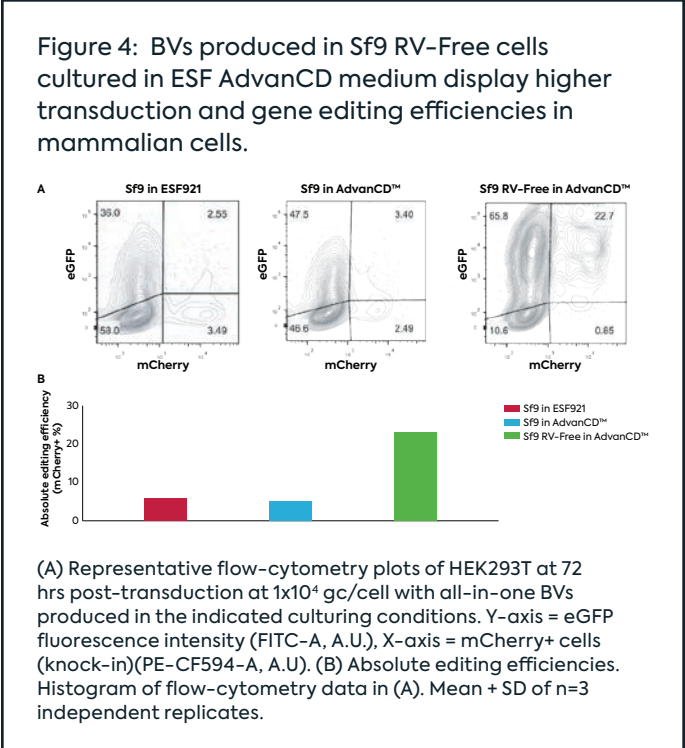 Figure 4: BVs produced in Sf9 RV-Free cells
cultured in ESF AdvanCD medium display higher
transduction and gene editing efficiencies in
mammalian cells.
A
Sf9 in ESF921
Sf9 in AdvanCD™
Sf9 RV-Free in AdvanCD™
36.0 2.55
53.0 3.49
eGFP
mCherry
47.5 3.40
46.6 2.49
eGFP
mCherry
65.8 22.7
10.6 0.85
eGFP
mCherry
B
Absolute editing efficiency
(mCherry+ %)
30
20
10
0
Sf9 in ESF921
Sf9 in AdvanCD™
Sf9 RV-Free in AdvanCD™
(A) Representative flow-cytometry plots of HEK293T at 72
hrs post-transduction at 1x10⁴ gc/cell with all-in-one BVs
produced in the indicated culturing conditions. Y-axis = eGFP
fluorescence intensity (FITC-A, A.U.), X-axis = mCherry+ cells
(knock-in)(PE-CF594-A, A.U). (B) Absolute editing efficiencies.
Histogram of flow-cytometry data in (A). Mean + SD of n=3
independent replicates.